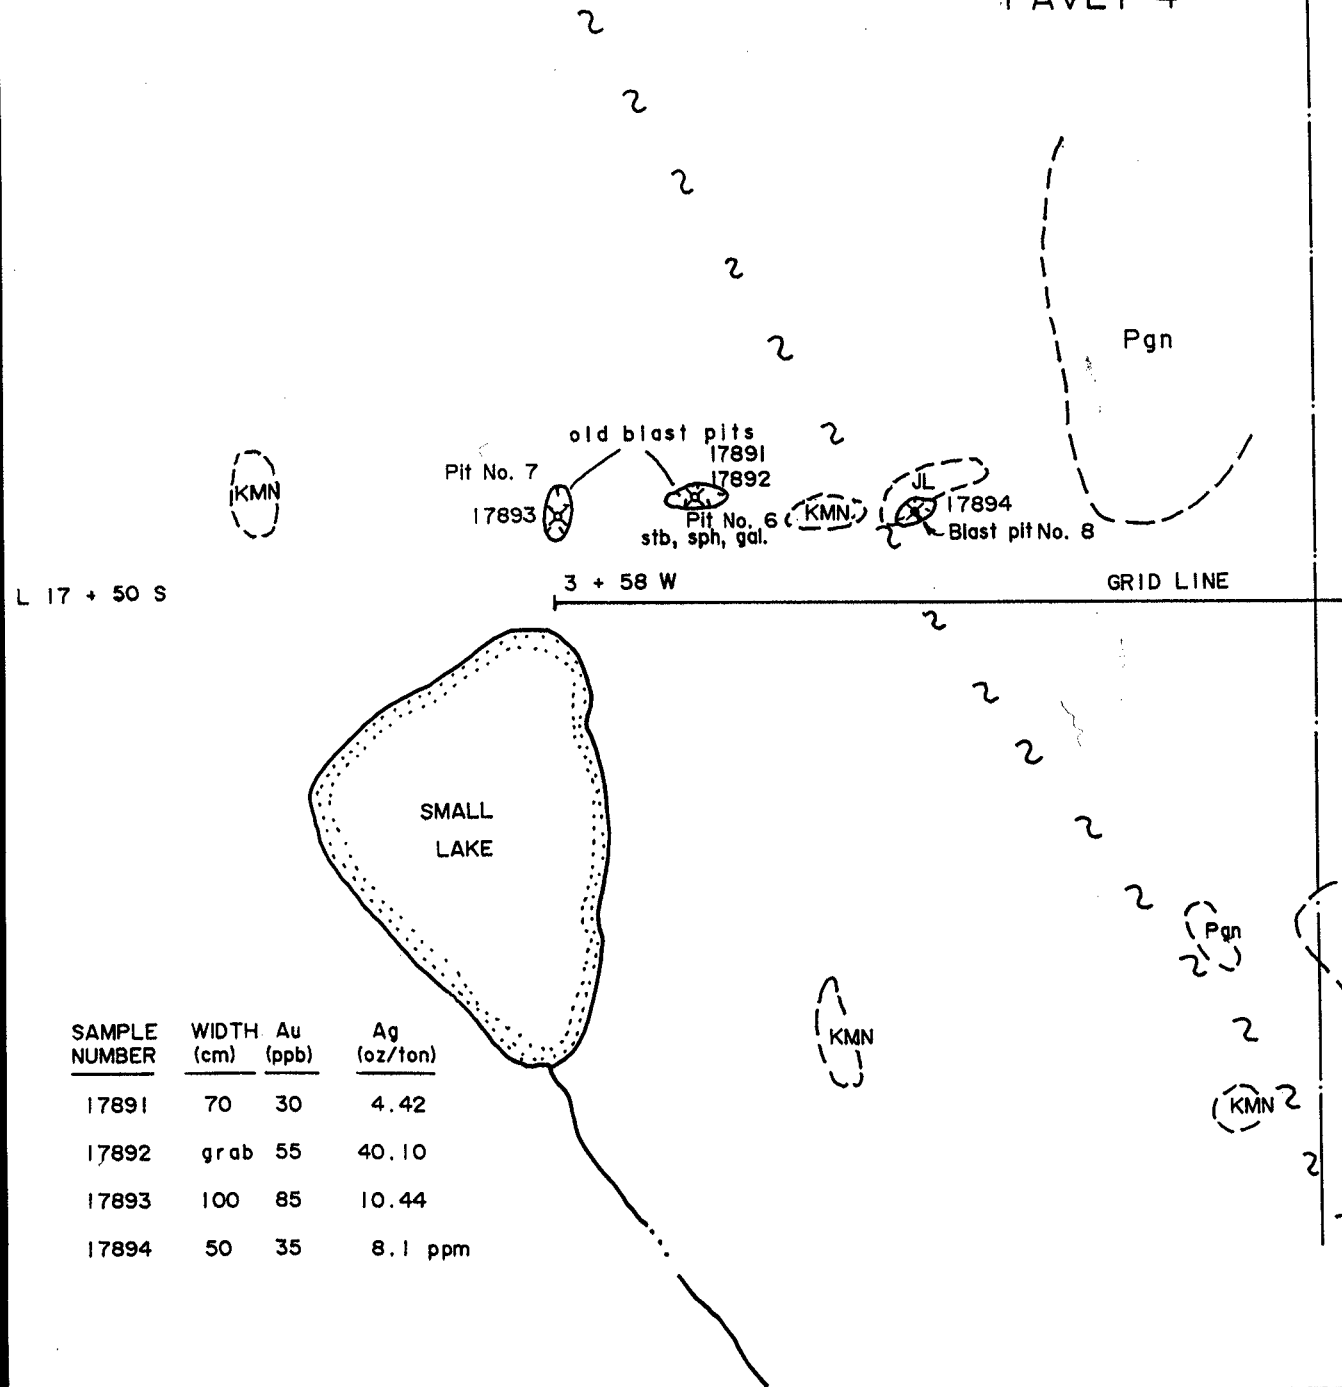 Pgn
old blast pits
17891
Pit No. 7
17892
KMN
JL
17893
17894
Pit No. 6
KMN
Blast pit No. 8
stb, sph, gal.
3 + 58 W
GRID LINE
L 17 + 50 S
SMALL
LAKE
Pgn
KMN
KMN
SAMPLE NUMBER WIDTH (cm) Au (ppb) Ag (oz/ton)
17891 70 30 4.42
17892 grab 55 40.10
17893 100 85 10.44
17894 50 35 8.1 ppm